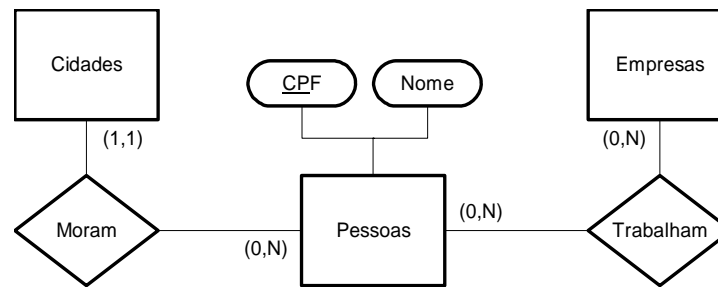 Cidades
Empresas
CPF
Nome
(1,1)
(0,N)
Moram
(0,N)
Pessoas
(0,N)
Trabalham